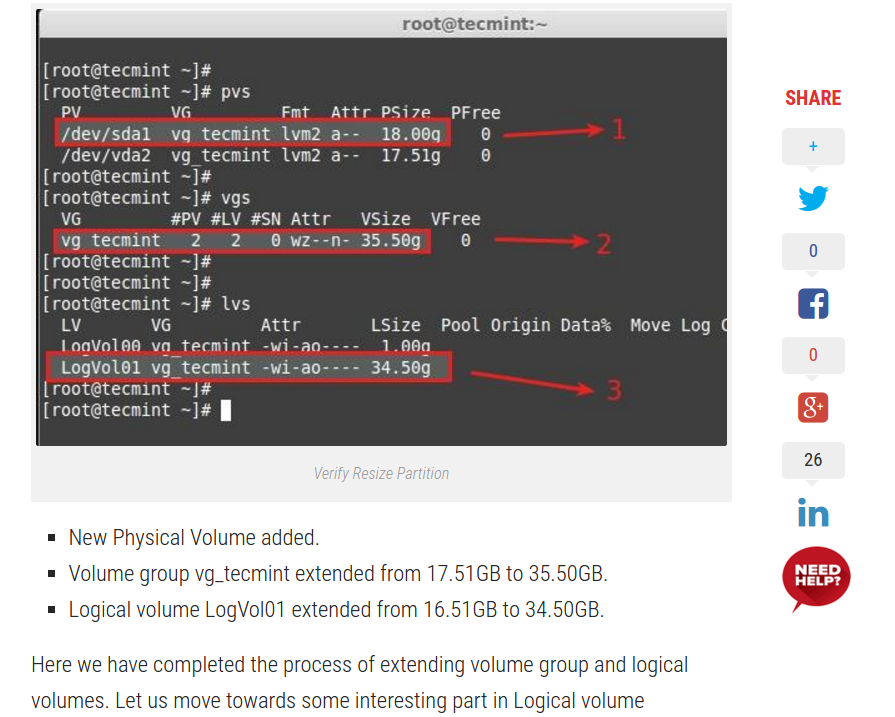 root@tecmint:~
[root@tecmint ~]#
[root@tecmint ~]# pvs
PV VG Fmt Attr PSize PFree
/dev/sda1 vg_tecmint lvm2 a-- 18.00g 0
/dev/vda2 vg_tecmint lvm2 a-- 17.51g 0
1
[root@tecmint ~]#
[root@tecmint ~]# vgs
VG #PV #LV #SN Attr VSize VFree
vg_tecmint 2 2 0 wz--n- 35.50g 0
2
[root@tecmint ~]#
[root@tecmint ~]#
[root@tecmint ~]# lvs
LV VG Attr LSize Pool Origin Data% Move Log C
LogVol00 vg_tecmint -wi-ao---- 1.00g
LogVol01 vg_tecmint -wi-ao---- 34.50g
3
[root@tecmint ~]#
[root@tecmint ~]#
Verify Resize Partition
New Physical Volume added.
Volume group vg_tecmint extended from 17.51GB to 35.50GB.
Logical volume LogVol01 extended from 16.51GB to 34.50GB.
Here we have completed the process of extending volume group and logical
volumes. Let us move towards some interesting part in Logical volume
SHARE
+
0
f
0
g+
26
in
NEED
HELP?